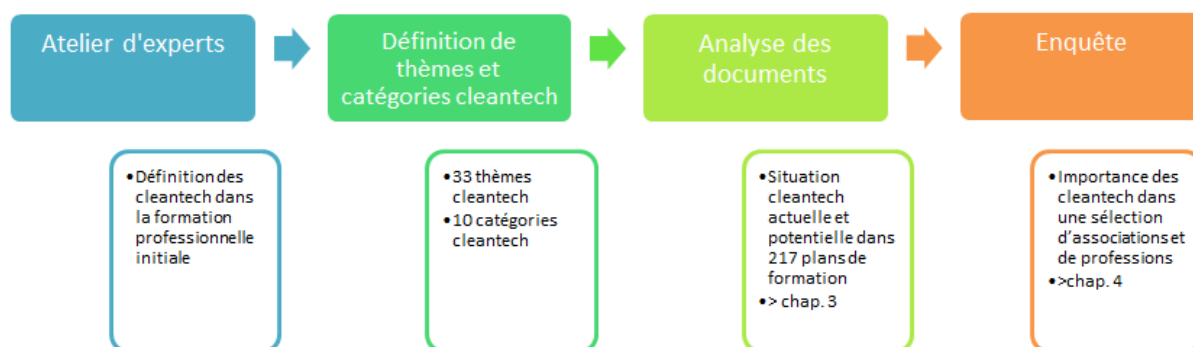 Atelier d'experts
Définition de
thèmes et
catégories cleantech
Analyse des
documents
Enquête
•Définition des
cleantech dans
la formation
professionnelle
initiale
•33 thèmes
cleantech
•10 catégories
cleantech
•Situation
cleantech
actuelle et
potentielle dans
217 plans de
formation
•> chap. 3
•Importance des
cleantech dans
une sélection
d'associations et
de professions
•>chap. 4